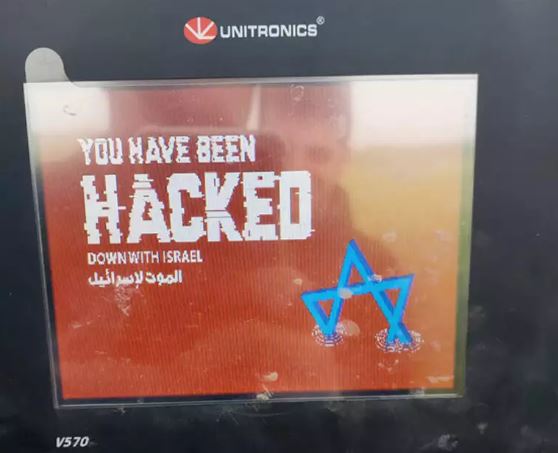 UNITRONICS®
YOU HAVE BEEN
HACKED
DOWN WITH ISRAEL
الموت لإسرائيل
V570